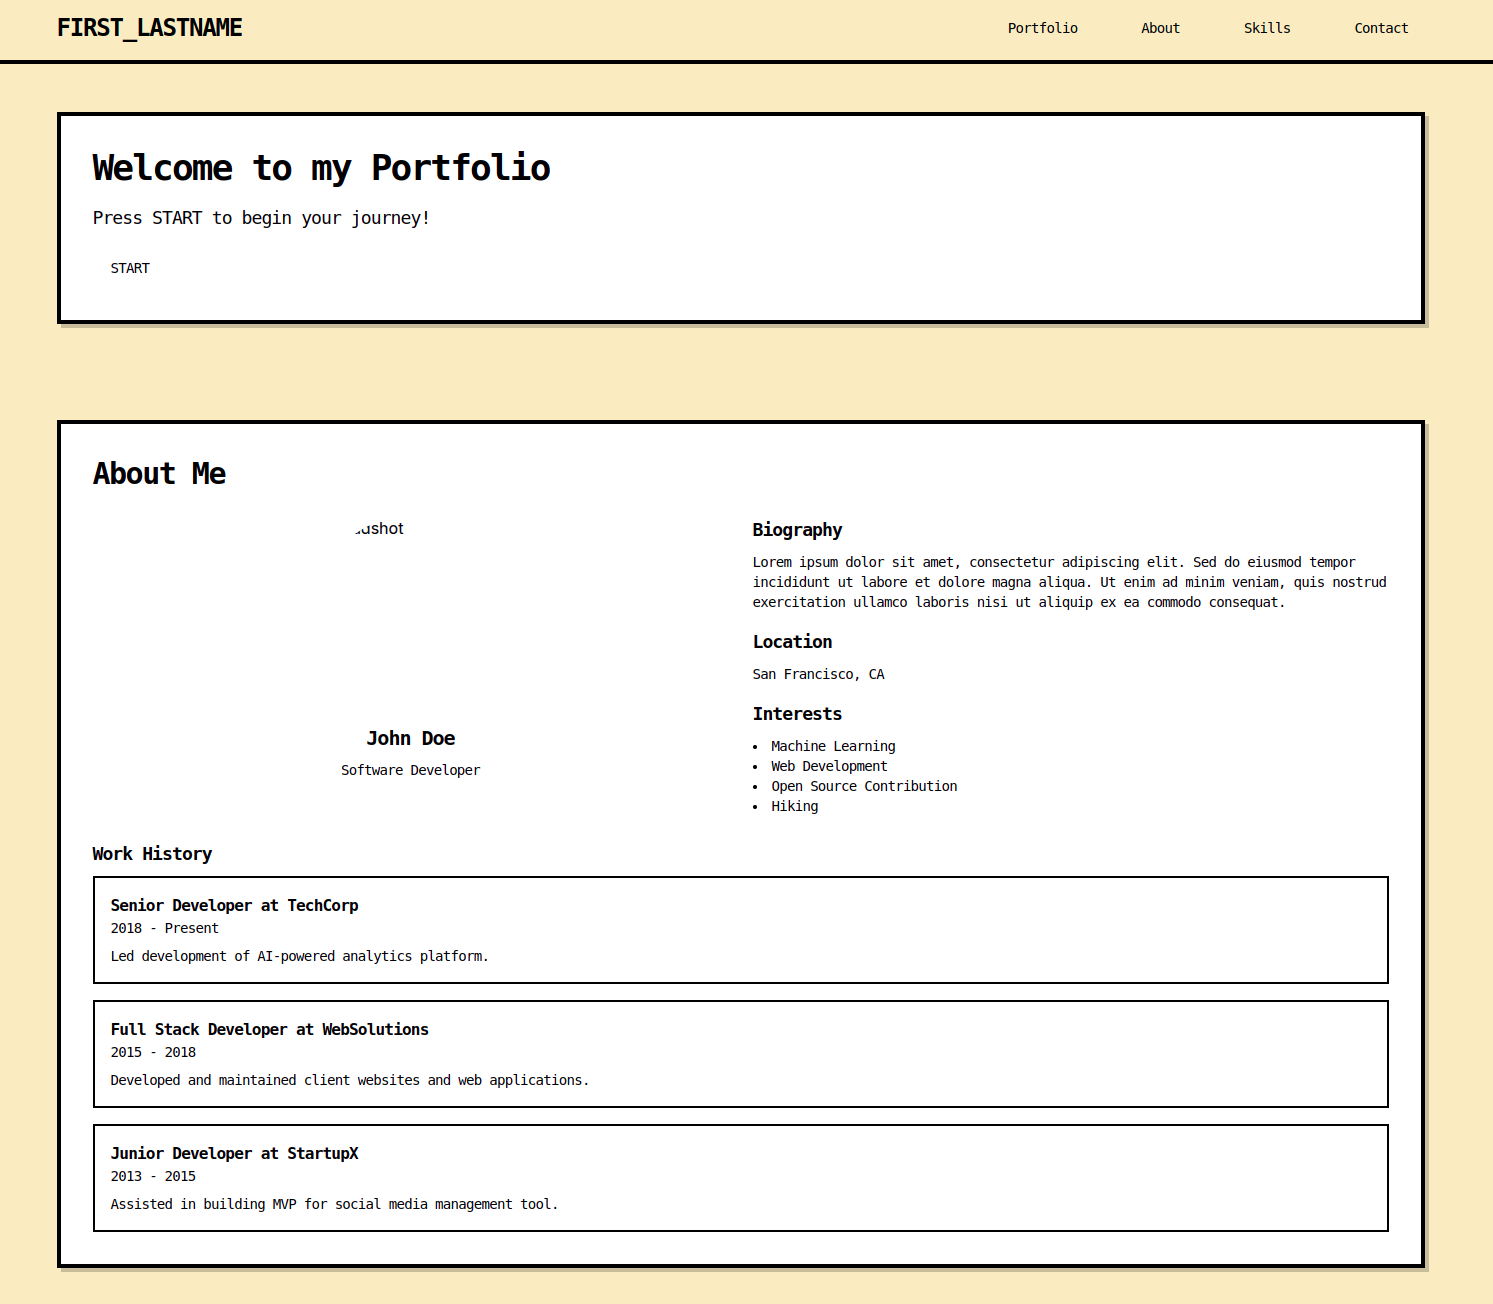 FIRST_LASTNAME
Portfolio About Skills Contact
Welcome to my Portfolio
Press START to begin your journey!
START
About Me
John Doe
Software Developer
Biography
Lorem ipsum dolor sit amet, consectetur adipiscing elit. Sed do eiusmod tempor
incididunt ut labore et dolore magna aliqua. Ut enim ad minim veniam, quis nostrud
exercitation ullamco laboris nisi ut aliquip ex ea commodo consequat.
Location
San Francisco, CA
Interests
• Machine Learning
• Web Development
• Open Source Contribution
• Hiking
Work History
Senior Developer at TechCorp
2018 - Present
Led development of AI-powered analytics platform.
Full Stack Developer at WebSolutions
2015 - 2018
Developed and maintained client websites and web applications.
Junior Developer at StartupX
2013 - 2015
Assisted in building MVP for social media management tool.